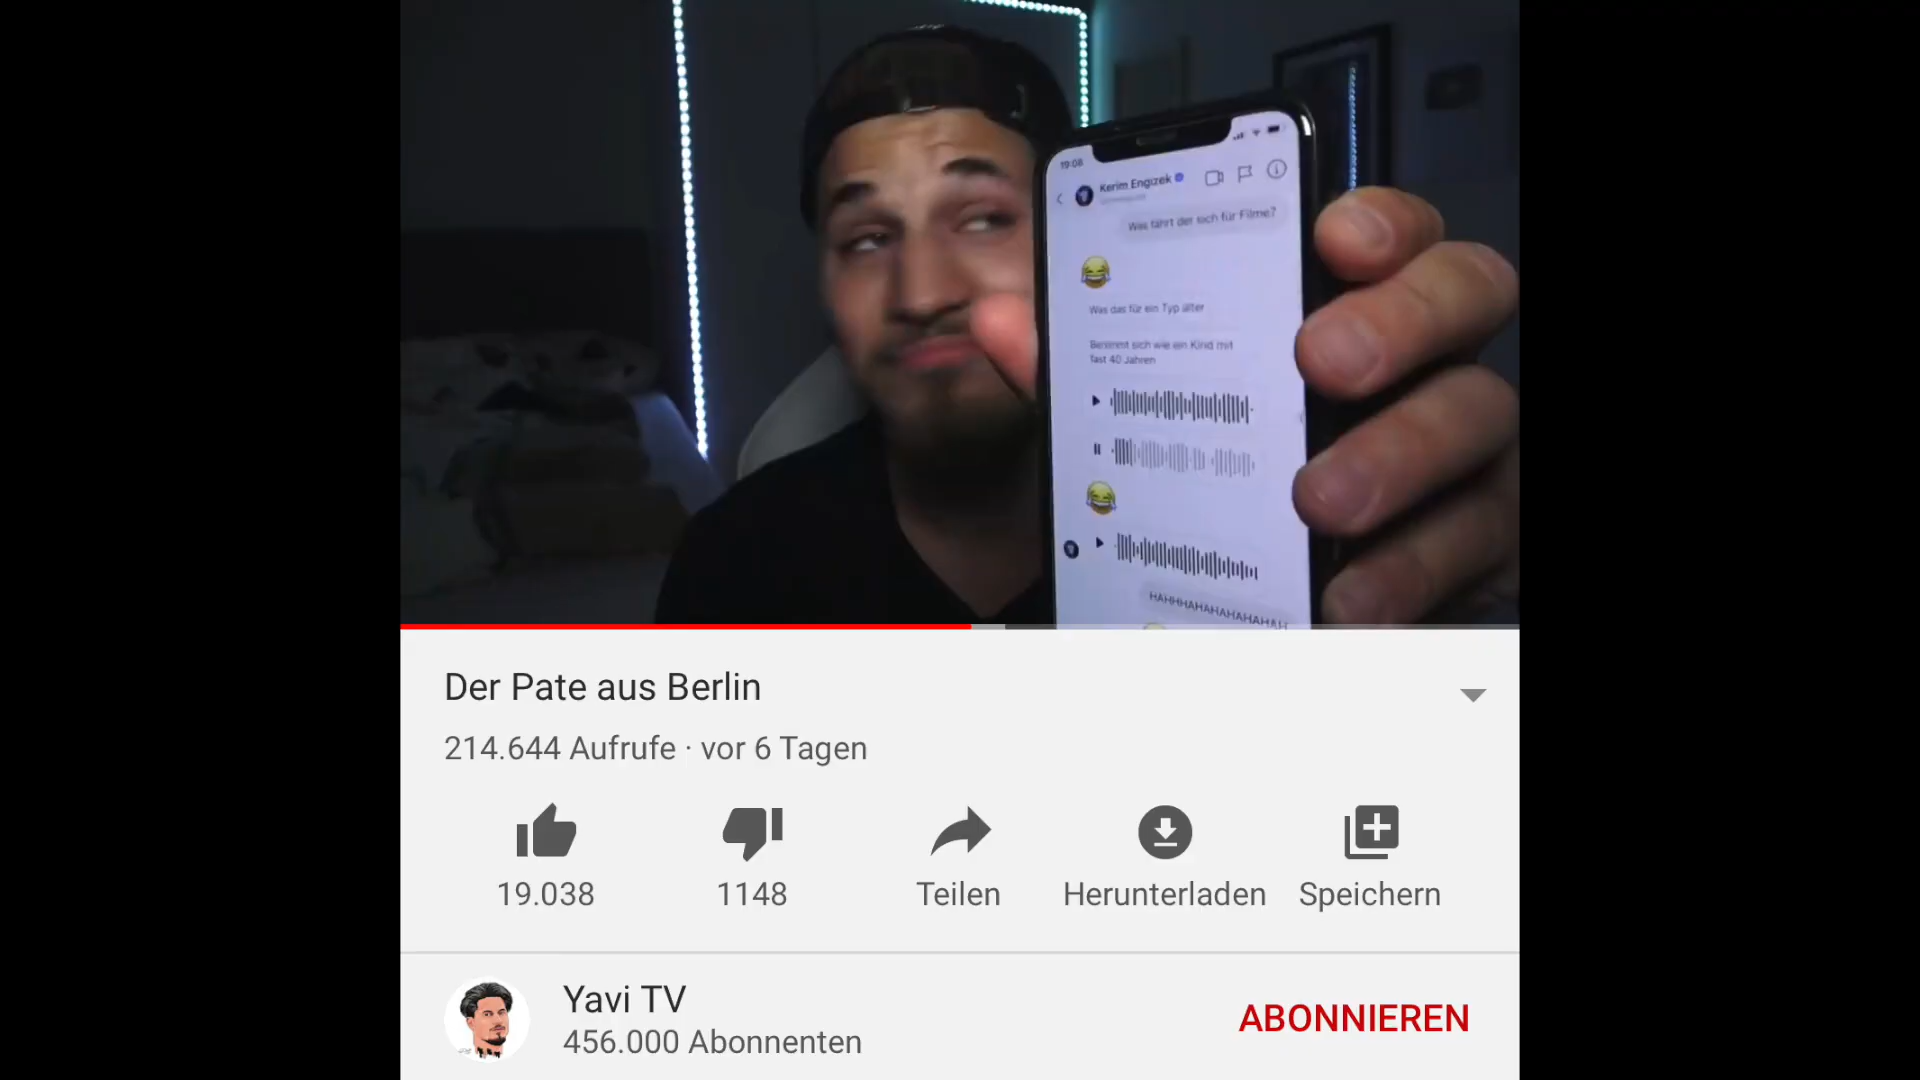 19:08
Kerim Engizek
Was fährt der sich für Filme?
Was das für ein Typ alter
Benimmt sich wie ein Kind mit
fast 40 Jahren
HAHHHAHAHAHAHAHAH
Der Pate aus Berlin
214.644 Aufrufe · vor 6 Tagen
19.038
1148
Teilen
Herunterladen
Speichern
Yavi TV
456.000 Abonnenten
ABONNIEREN